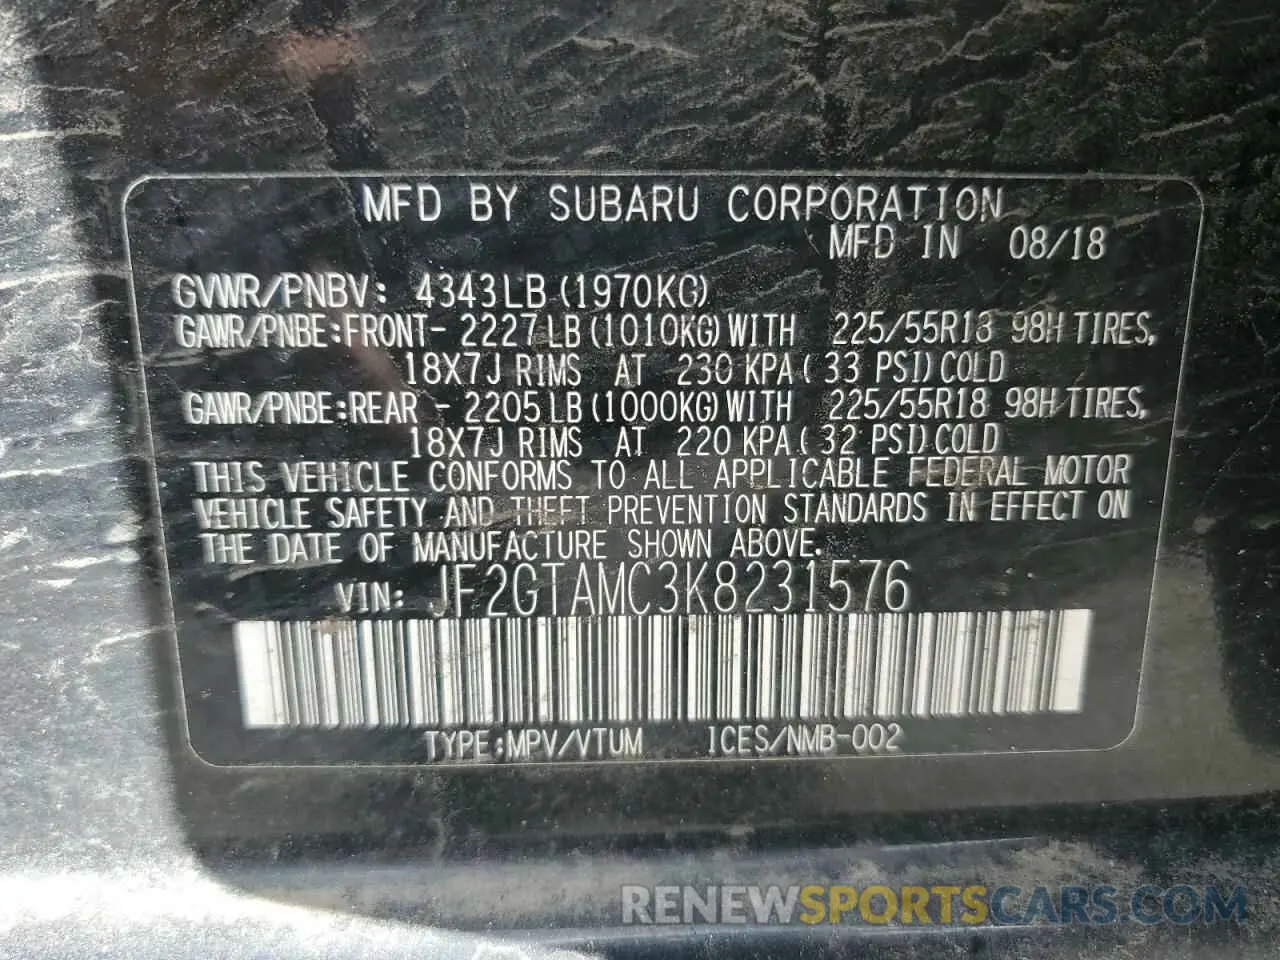 MFD BY SUBARU CORPORATION
MFD IN 08/18
GVWR/PNBV: 4343LB (1970KG)
GAWR/PNBE:FRONT- 2227LB(1010KG)WITH 225/55R18 98H TIRES,
18X7J RIMS AT 230 KPA( 33 PSI)COLD
GAWR/PNBE:REAR - 2205LB(1000KG)WITH 225/55R18 98H TIRES,
18X7J RIMS AT 220 KPA( 32 PSI)COLD
THIS VEHICLE CONFORMS TO ALL APPLICABLE FEDERAL MOTOR
VEHICLE SAFETY AND THEFT PREVENTION STANDARDS IN EFFECT ON
THE DATE OF MANUFACTURE SHOWN ABOVE.
VIN: JF2GTAMC3K8231576
TYPE:MPV/VTUM ICES/NMB-002
RENEWSPORTSCARS.COM